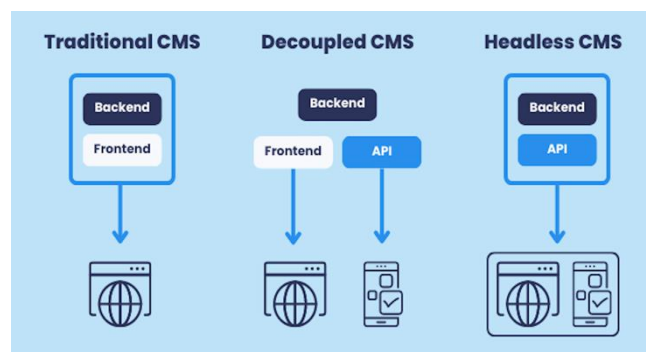 Traditional CMS
Decoupled CMS
Headless CMS
Backend
Frontend
Backend
Frontend
API
Backend
API